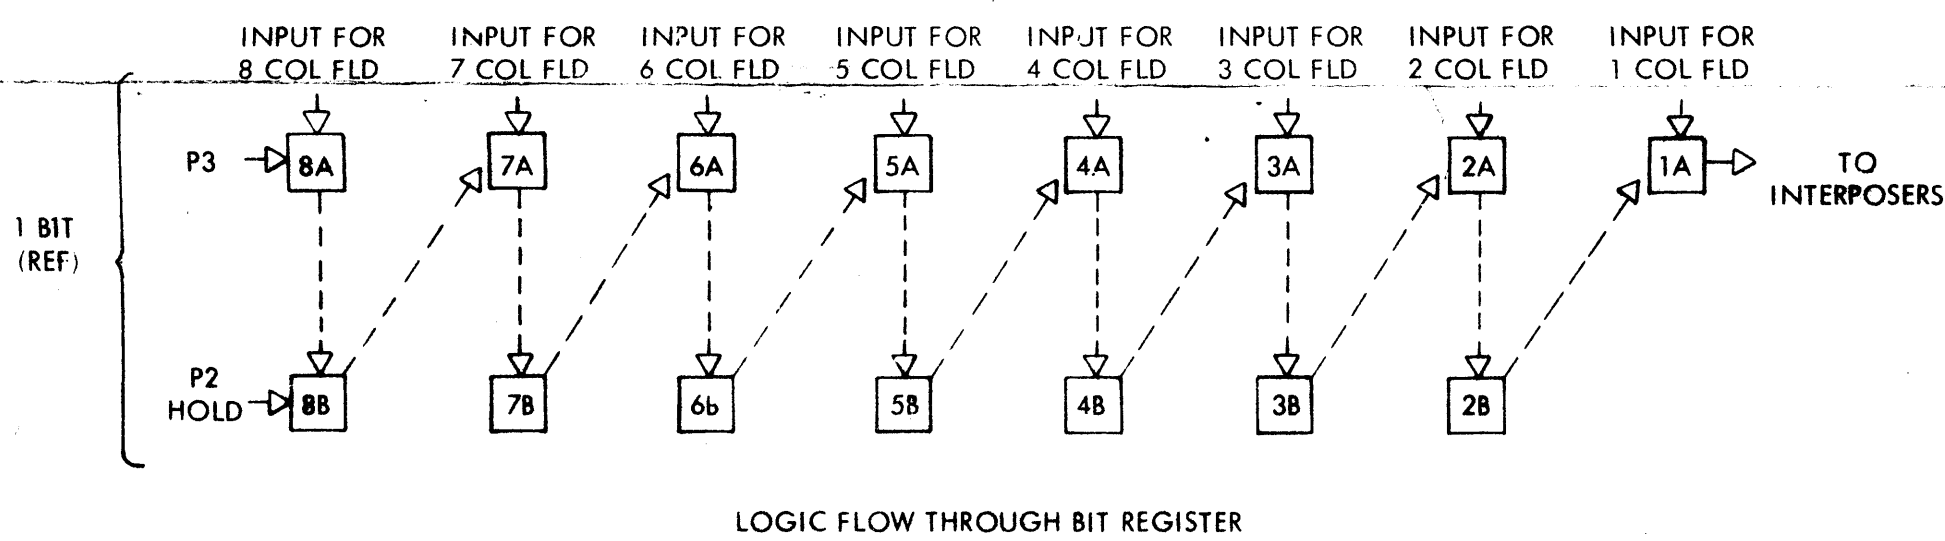 INPUT FOR INPUT FOR INPUT FOR INPUT FOR INPUT FOR INPUT FOR INPUT FOR INPUT FOR
8 COL FLD 7 COL FLD 6 COL FLD 5 COL FLD 4 COL FLD 3 COL FLD 2 COL FLD 1 COL FLD
P3 8A 7A 6A 5A 4A 3A 2A 1A TO
INTERPOSERS
1 BIT
(REF)
P2
HOLD 8B 7B 6b 5B 4B 3B 2B
LOGIC FLOW THROUGH BIT REGISTER